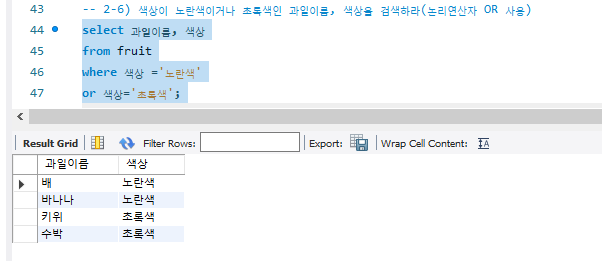 43 -- 2-6) 색상이 노란색이거나 초록색인 과일이름, 색상을 검색하라(논리연산자 OR 사용)
44 select 과일이름, 색상
45 from fruit
46 where 색상 ='노란색'
47 or 색상='초록색';
Result Grid Filter Rows: Export: Wrap Cell Content: IA
과일이름 색상
배 노란색
바나나 노란색
키위 초록색
수박 초록색